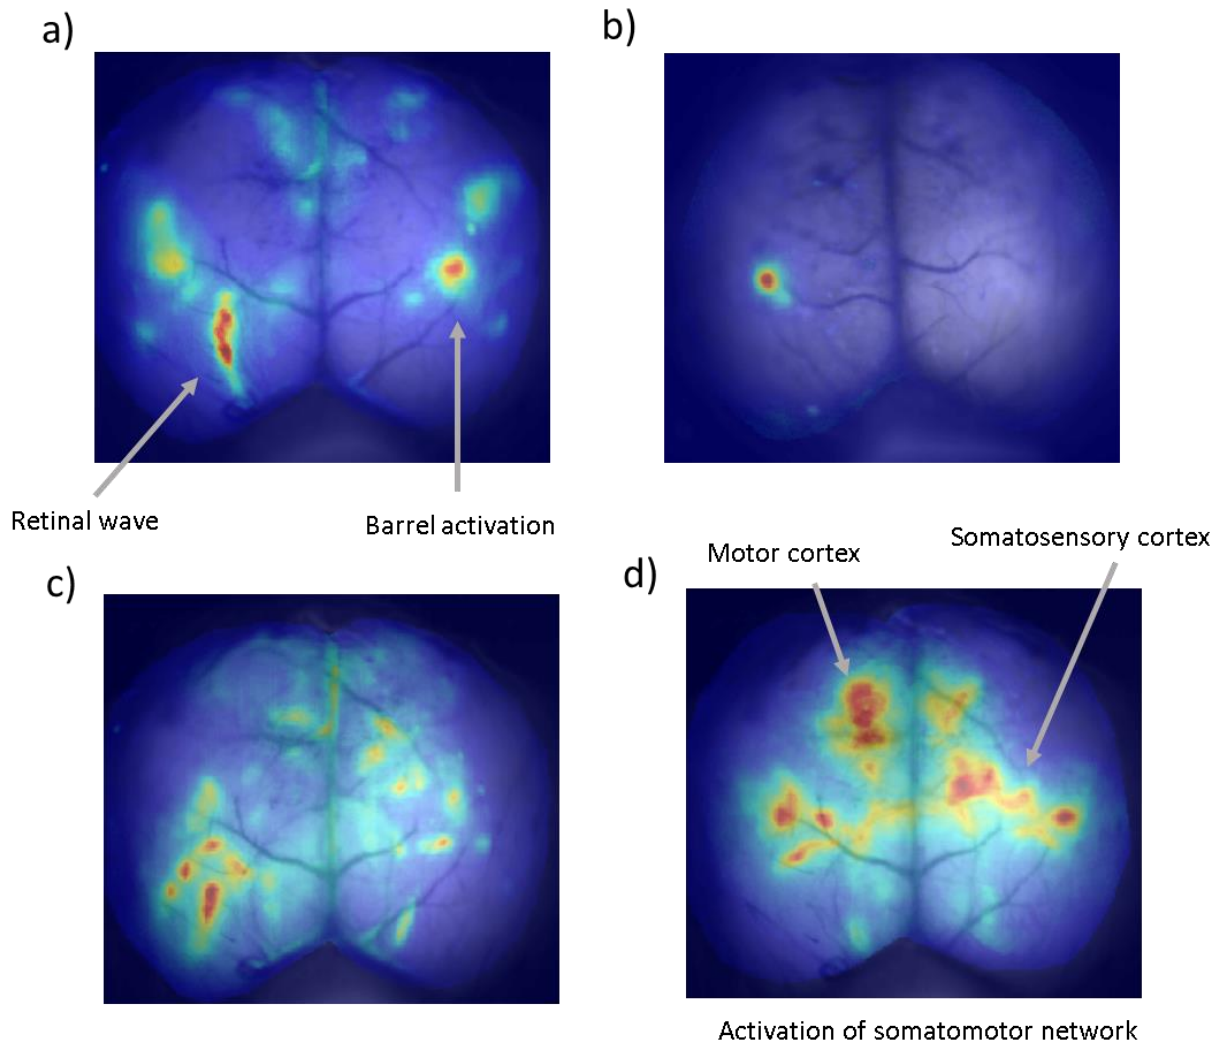 a)
b)
Retinal wave
Barrel activation
c)
d)
Motor cortex
Somatosensory cortex
Activation of somatomotor network